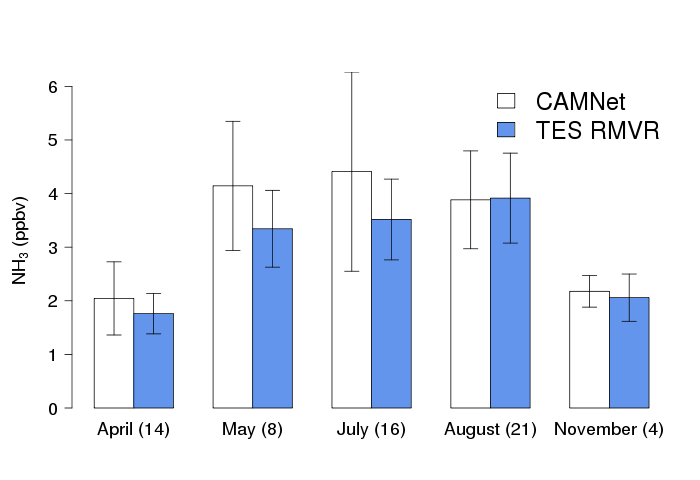 CAMNet
TES RMVR
NH₃ (ppbv)
6
5
4
3
2
1
0
April (14) May (8) July (16) August (21) November (4)